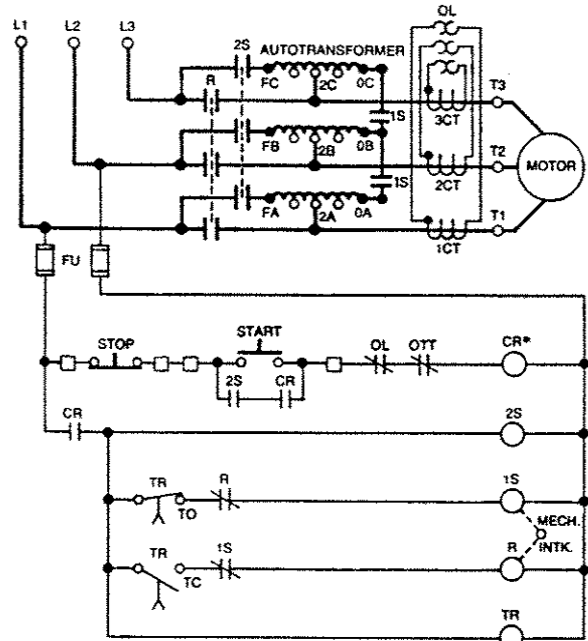 OL
L1 L2 L3
2S AUTOTRANSFORMER
R
FC 2C 0C
T3
1S
3CT
FB 2B 0B
T2
MOTOR
1S
2CT
FA 2A 0A
T1
1CT
FU
STOP START OL OTT CR*
2S CR
CR 2S
TR TO R 1S
MECH.
INTK.
TR TC 1S R
TR